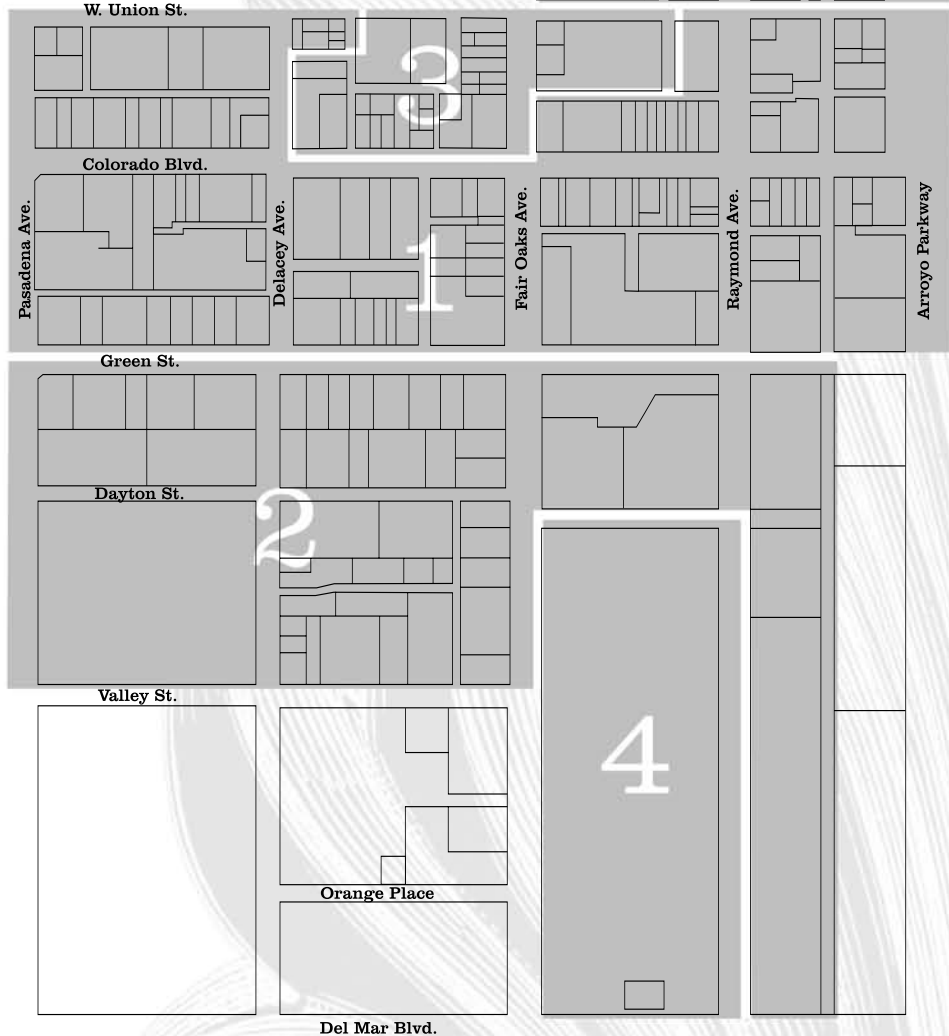 W. Union St.
3
Colorado Blvd.
Pasadena Ave.
Delacey Ave.
1
Fair Oaks Ave.
Raymond Ave.
Arroyo Parkway
Green St.
Dayton St.
2
Valley St.
4
Orange Place
Del Mar Blvd.